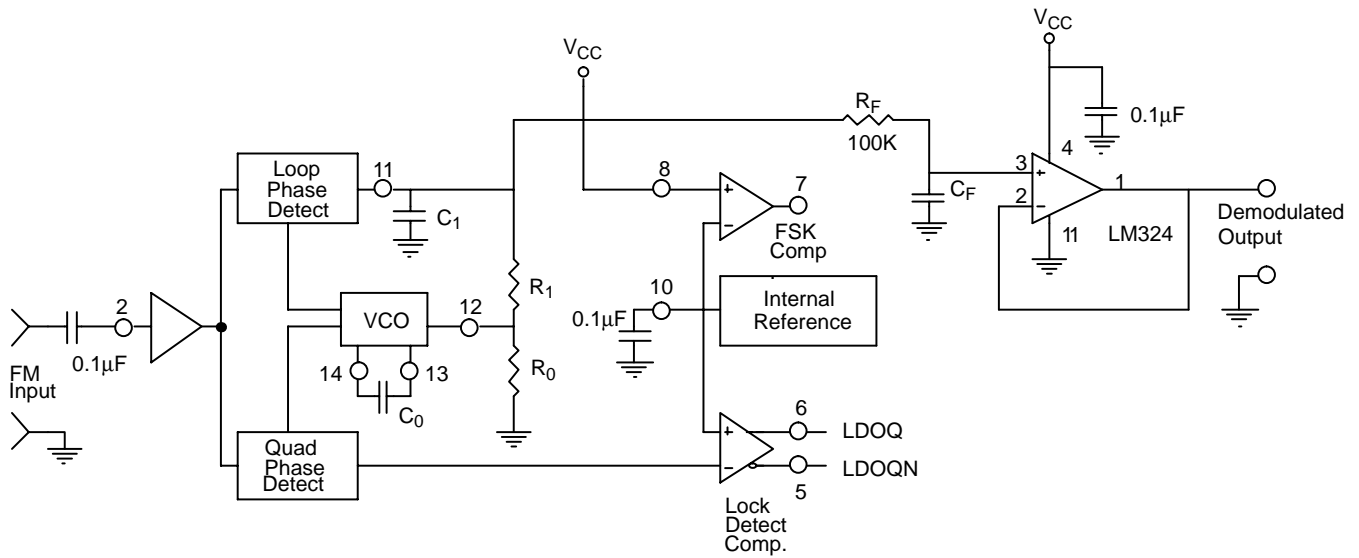 V_CC
V_CC
R_F
100K
0.1µF
Loop
Phase
Detect
11
C_1
8
+
−
7
FSK
Comp
3
+
2
−
4
11
1
LM324
C_F
Demodulated
Output
R_1
2
0.1µF
FM
Input
VCO
12
14
13
C_0
R_0
10
0.1µF
Internal
Reference
Quad
Phase
Detect
+
−
6
LDOQ
LDOQN
5
Lock
Detect
Comp.